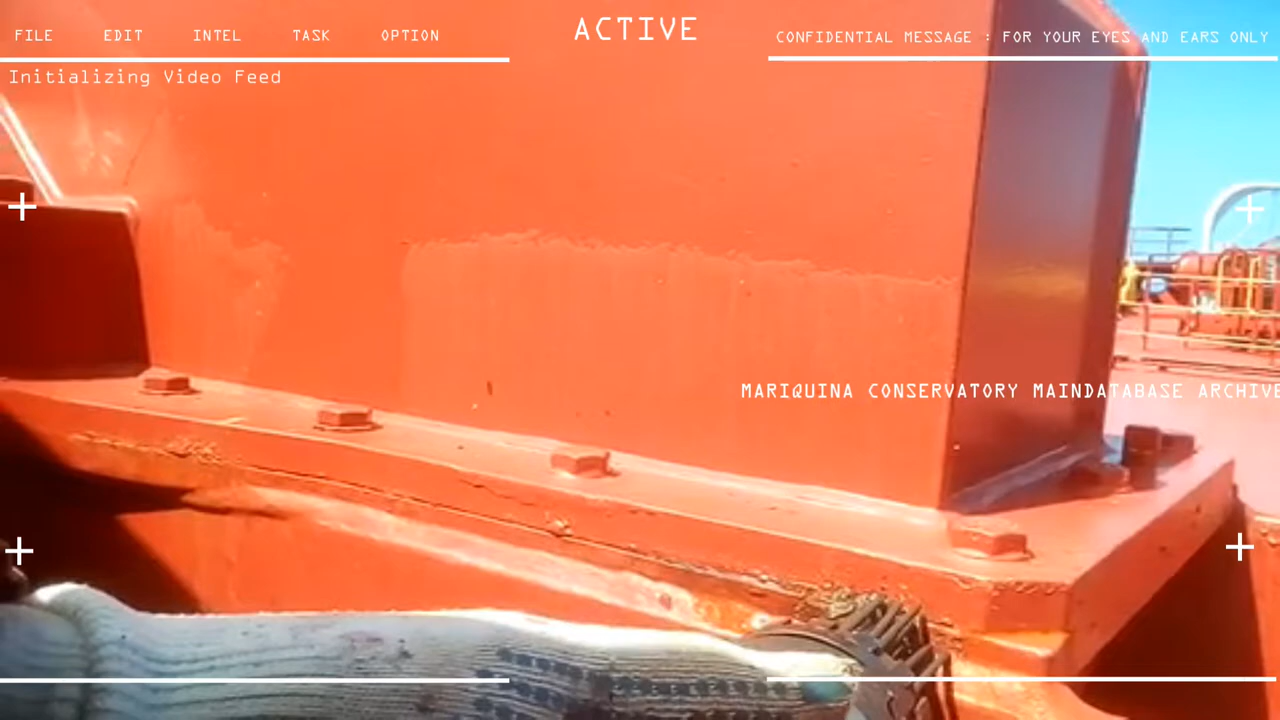 FILE EDIT INTEL TASK OPTION
ACTIVE
CONFIDENTIAL MESSAGE : FOR YOUR EYES AND EARS ONLY
Initializing Video Feed
MARIQUINA CONSERVATORY MAINDATABASE ARCHIVE